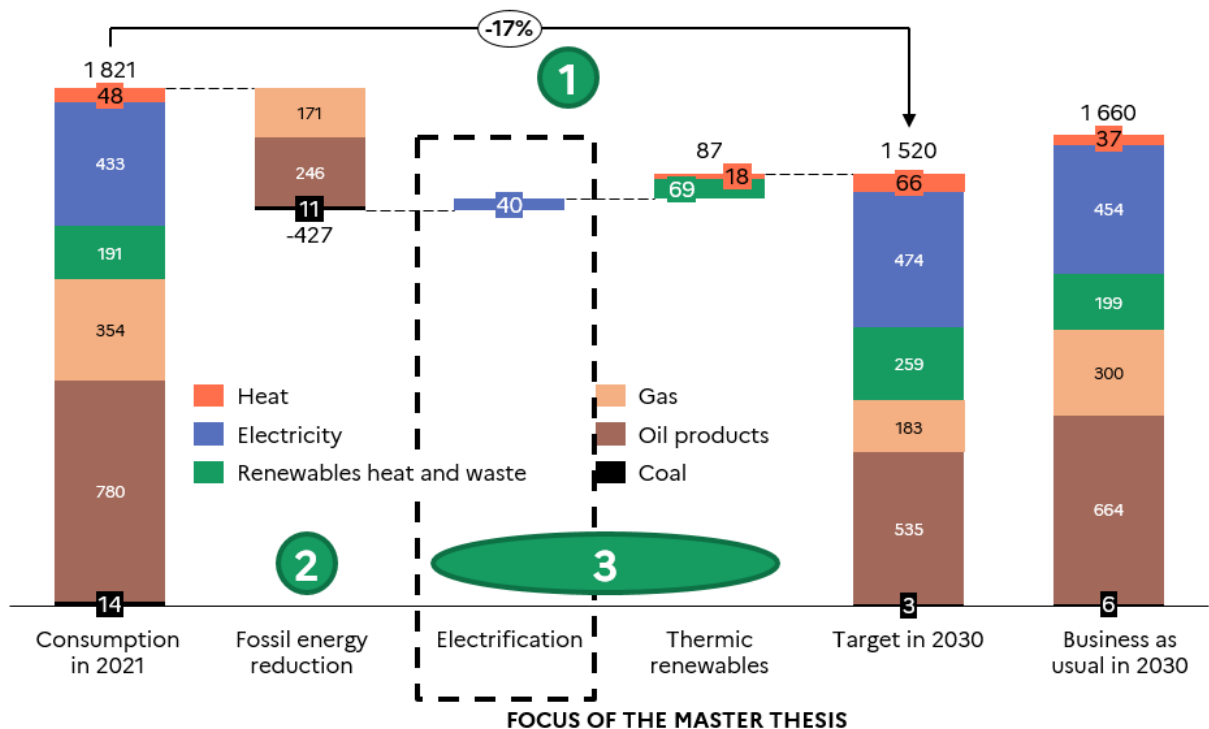 -17%
1
1 821
48
433
191
354
780
14
171
246
11
-427
40
87
18
69
1 520
66
474
259
183
535
3
1 660
37
454
199
300
664
6
Heat
Electricity
Renewables heat and waste
Gas
Oil products
Coal
2
3
Consumption
in 2021
Fossil energy
reduction
Electrification
Thermic
renewables
Target in 2030
Business as
usual in 2030
FOCUS OF THE MASTER THESIS